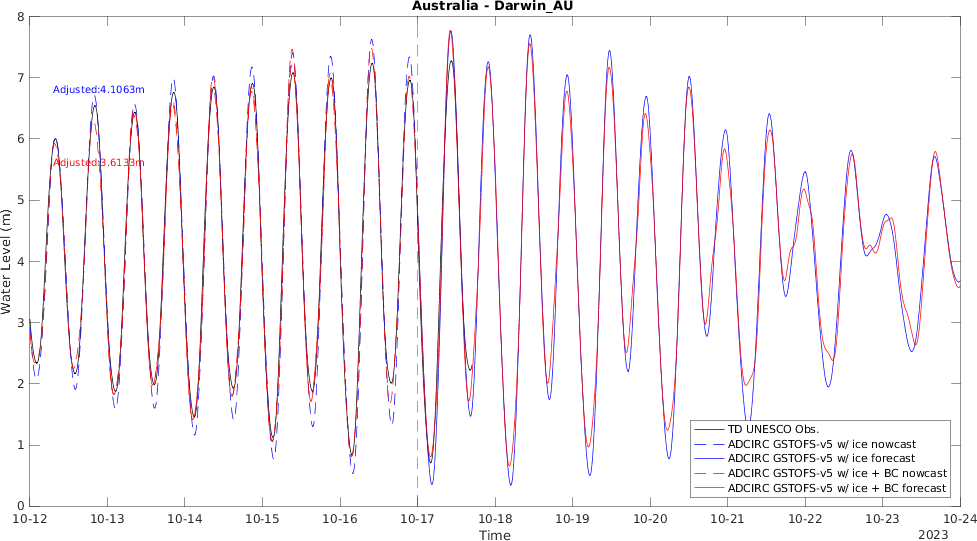 Australia - Darwin_AU
8
7
6
5
4
3
2
1
0
Water Level (m)
Adjusted:4.1063m
Adjusted:3.6133m
TD UNESCO Obs.
ADCIRC GSTOFS-v5 w/ ice nowcast
ADCIRC GSTOFS-v5 w/ ice forecast
ADCIRC GSTOFS-v5 w/ ice + BC nowcast
ADCIRC GSTOFS-v5 w/ ice + BC forecast
10-12 10-13 10-14 10-15 10-16 10-17 10-18 10-19 10-20 10-21 10-22 10-23 10-24
Time
2023